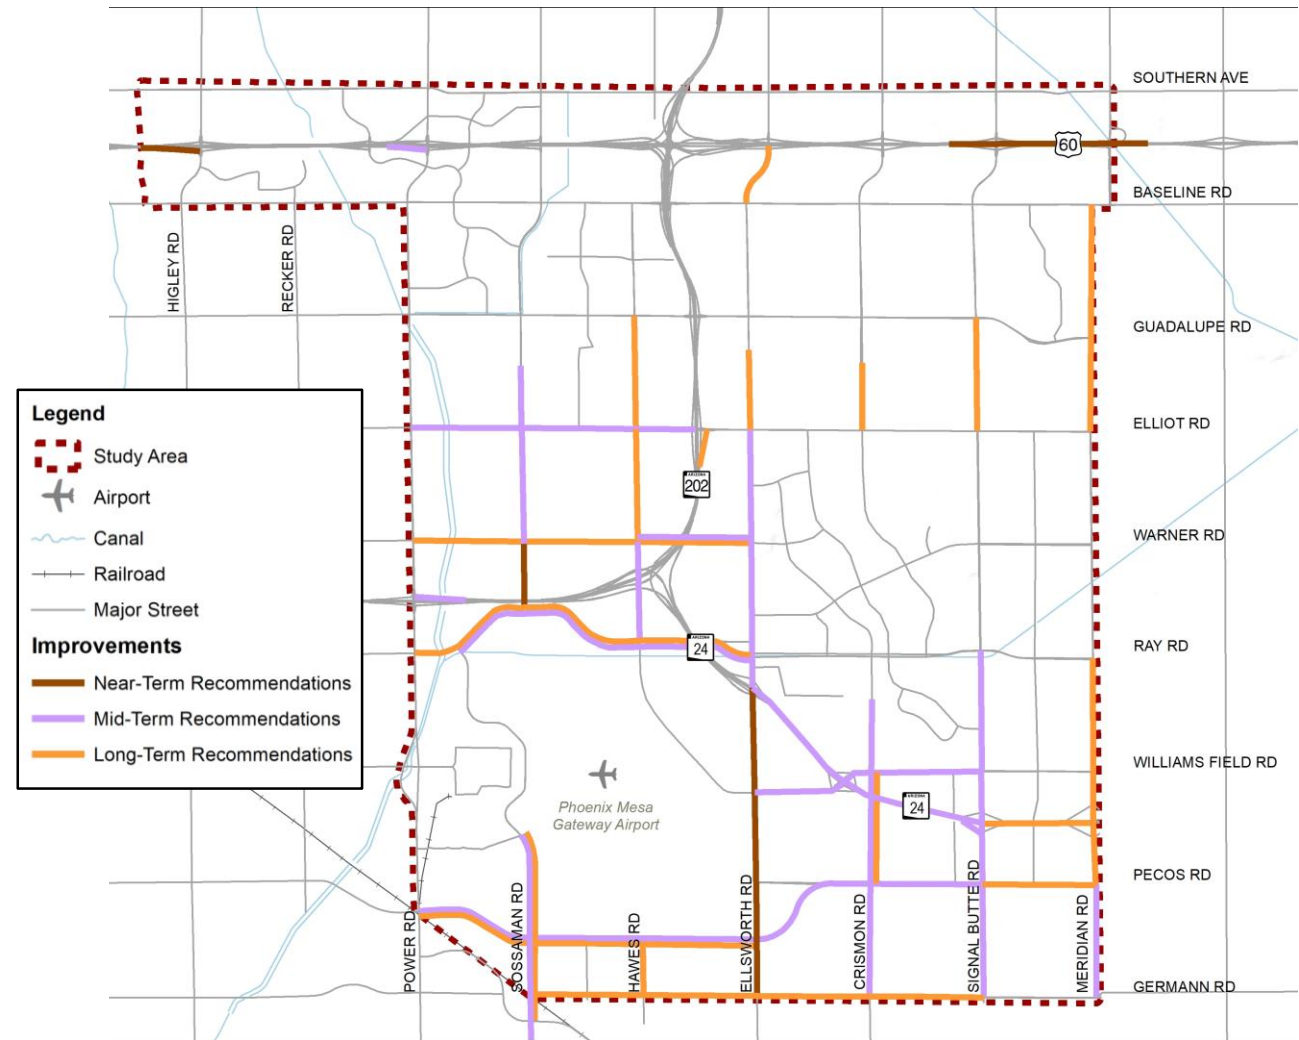 SOUTHERN AVE
60
BASELINE RD
HIGLEY RD
RECKER RD
GUADALUPE RD
Legend
Study Area
Airport
Canal
Railroad
Major Street
Improvements
Near-Term Recommendations
Mid-Term Recommendations
Long-Term Recommendations
ELLIOT RD
ARIZONA
202
WARNER RD
ARIZONA
24
RAY RD
WILLIAMS FIELD RD
ARIZONA
24
Phoenix Mesa
Gateway Airport
PECOS RD
POWER RD
SOSSAMAN RD
HAWES RD
ELLSWORTH RD
CRISMON RD
SIGNAL BUTTE RD
MERIDIAN RD
GERMANN RD